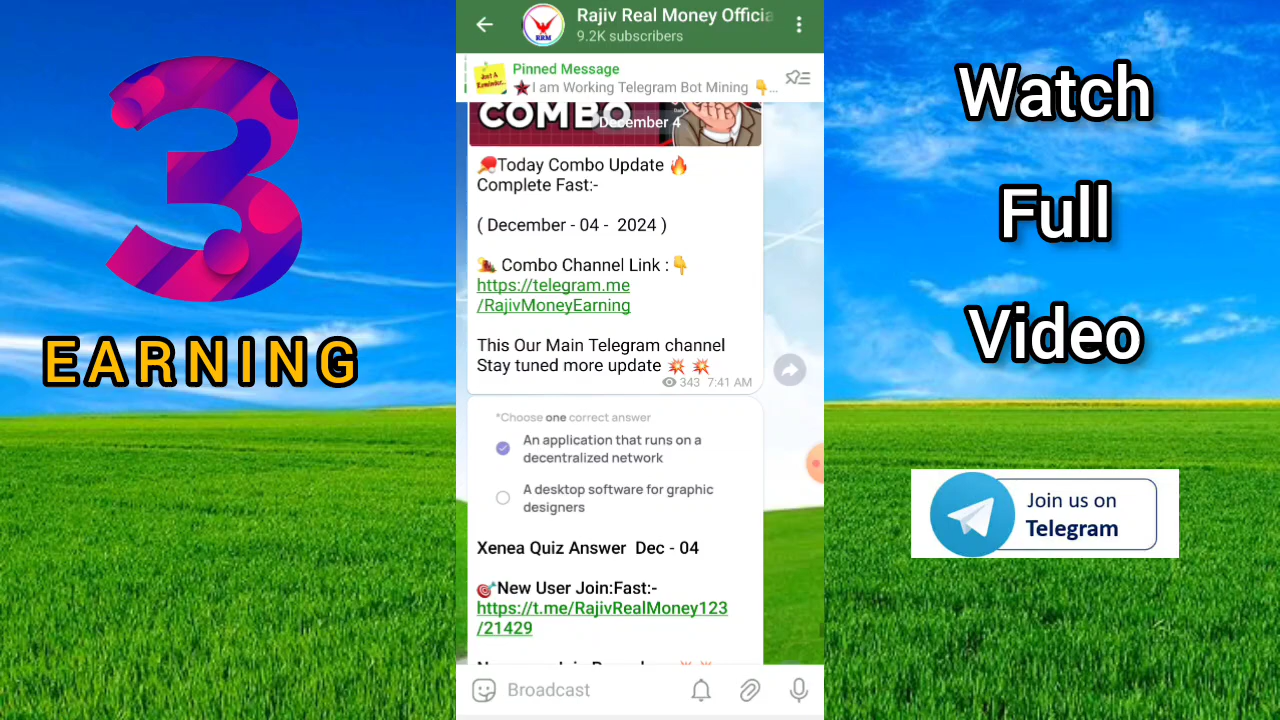 3
EARNING
Rajiv Real Money Officia
9.2K subscribers
Pinned Message
I am Working Telegram Bot Mining 👇...
COMBO
December 4
🏓Today Combo Update 🔥
Complete Fast:-
( December - 04 - 2024 )
Combo Channel Link :👇
https://telegram.me
/RajivMoneyEarning
This Our Main Telegram channel
Stay tuned more update 💥 💥
343 7:41 AM
*Choose one correct answer
An application that runs on a
decentralized network
A desktop software for graphic
designers
Xenea Quiz Answer Dec - 04
🎯New User Join:Fast:-
https://t.me/RajivRealMoney123
/21429
Broadcast
Watch
Full
Video
Join us on
Telegram